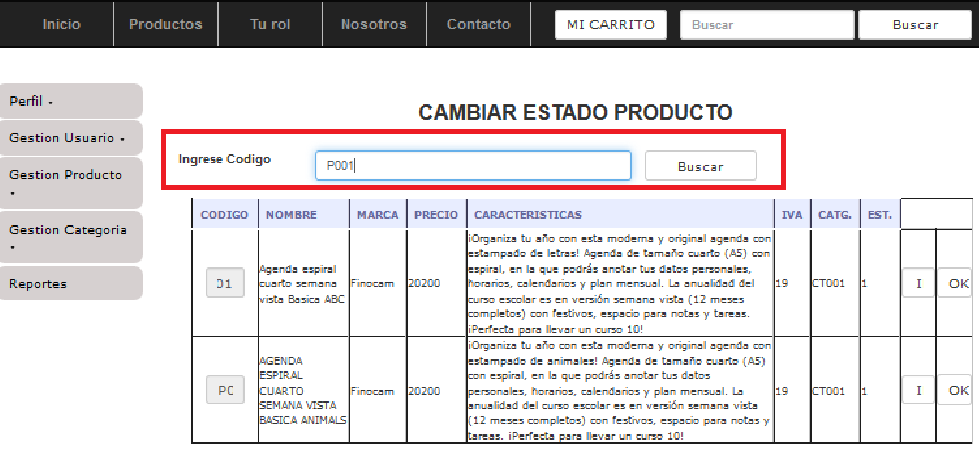 Inicio Productos Tu rol Nosotros Contacto MI CARRITO Buscar Buscar
Perfil -
Gestion Usuario -
Gestion Producto
-
Gestion Categoria
-
Reportes
CAMBIAR ESTADO PRODUCTO
Ingrese Codigo P001 Buscar
CODIGO NOMBRE MARCA PRECIO CARACTERISTICAS IVA CATG. EST.
01
Agenda espiral
cuarto semana
vista Basica ABC
Finocam
20200
¡Organiza tu año con esta moderna y original agenda con
estampado de letras! Agenda de tamaño cuarto (A5) con
espiral, en la que podrás anotar tus datos personales,
horarios, calendarios y plan mensual. La anualidad del
curso escolar es en versión semana vista (12 meses
completos) con festivos, espacio para notas y tareas.
¡Perfecta para llevar un curso 10!
19
CT001
1
I
OK
PC
AGENDA
ESPIRAL
CUARTO
SEMANA VISTA
BASICA ANIMALS
Finocam
20200
¡Organiza tu año con esta moderna y original agenda con
estampado de animales! Agenda de tamaño cuarto (A5)
con espiral, en la que podrás anotar tus datos
personales, horarios, calendarios y plan mensual. La
anualidad del curso escolar es en versión semana vista
(12 meses completos) con festivos, espacio para notas y
tareas. ¡Perfecta para llevar un curso 10!
19
CT001
1
I
OK